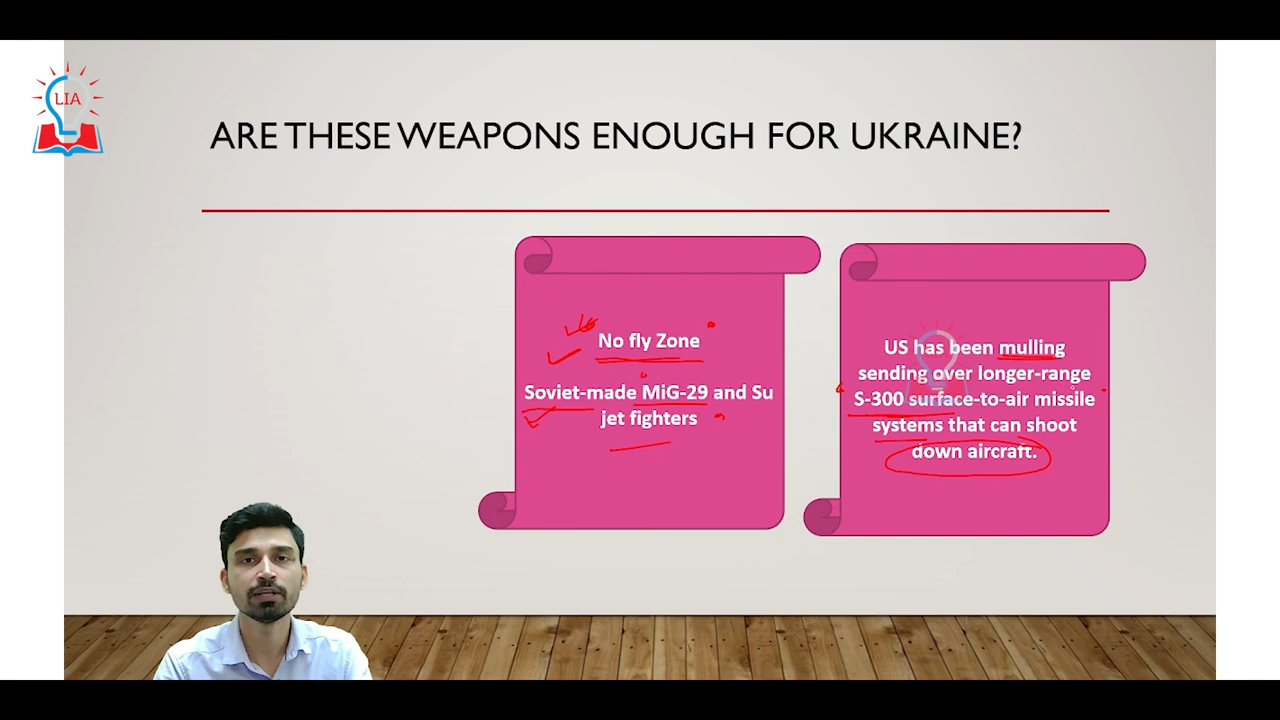 LIA
ARE THESE WEAPONS ENOUGH FOR UKRAINE?
No fly Zone
Soviet-made MiG-29 and Su
jet fighters
US has been mulling
sending over longer-range
S-300 surface-to-air missile
systems that can shoot
down aircraft.